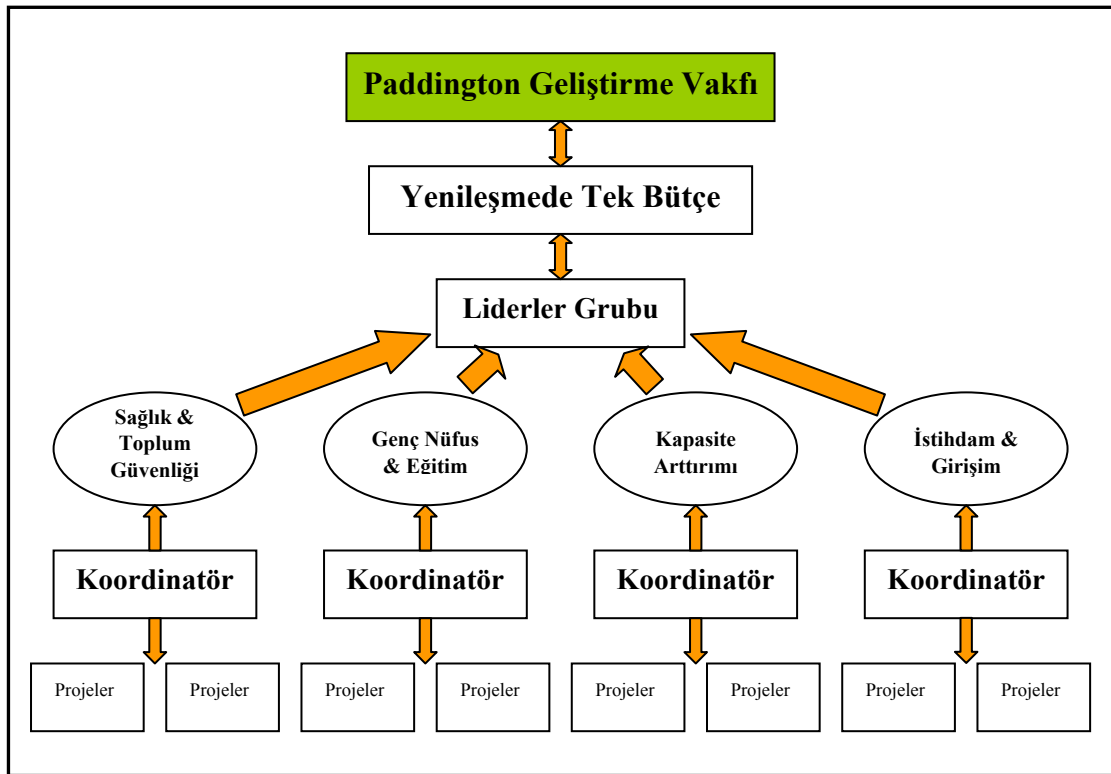 Paddington Geliştirme Vakfı
Yenileşmede Tek Bütçe
Liderler Grubu
Sağlık &
Toplum
Güvenliği
Genç Nüfus
& Eğitim
Kapasite
Arttırımı
İstihdam &
Girişim
Koordinatör
Koordinatör
Koordinatör
Koordinatör
Projeler
Projeler
Projeler
Projeler
Projeler
Projeler
Projeler
Projeler